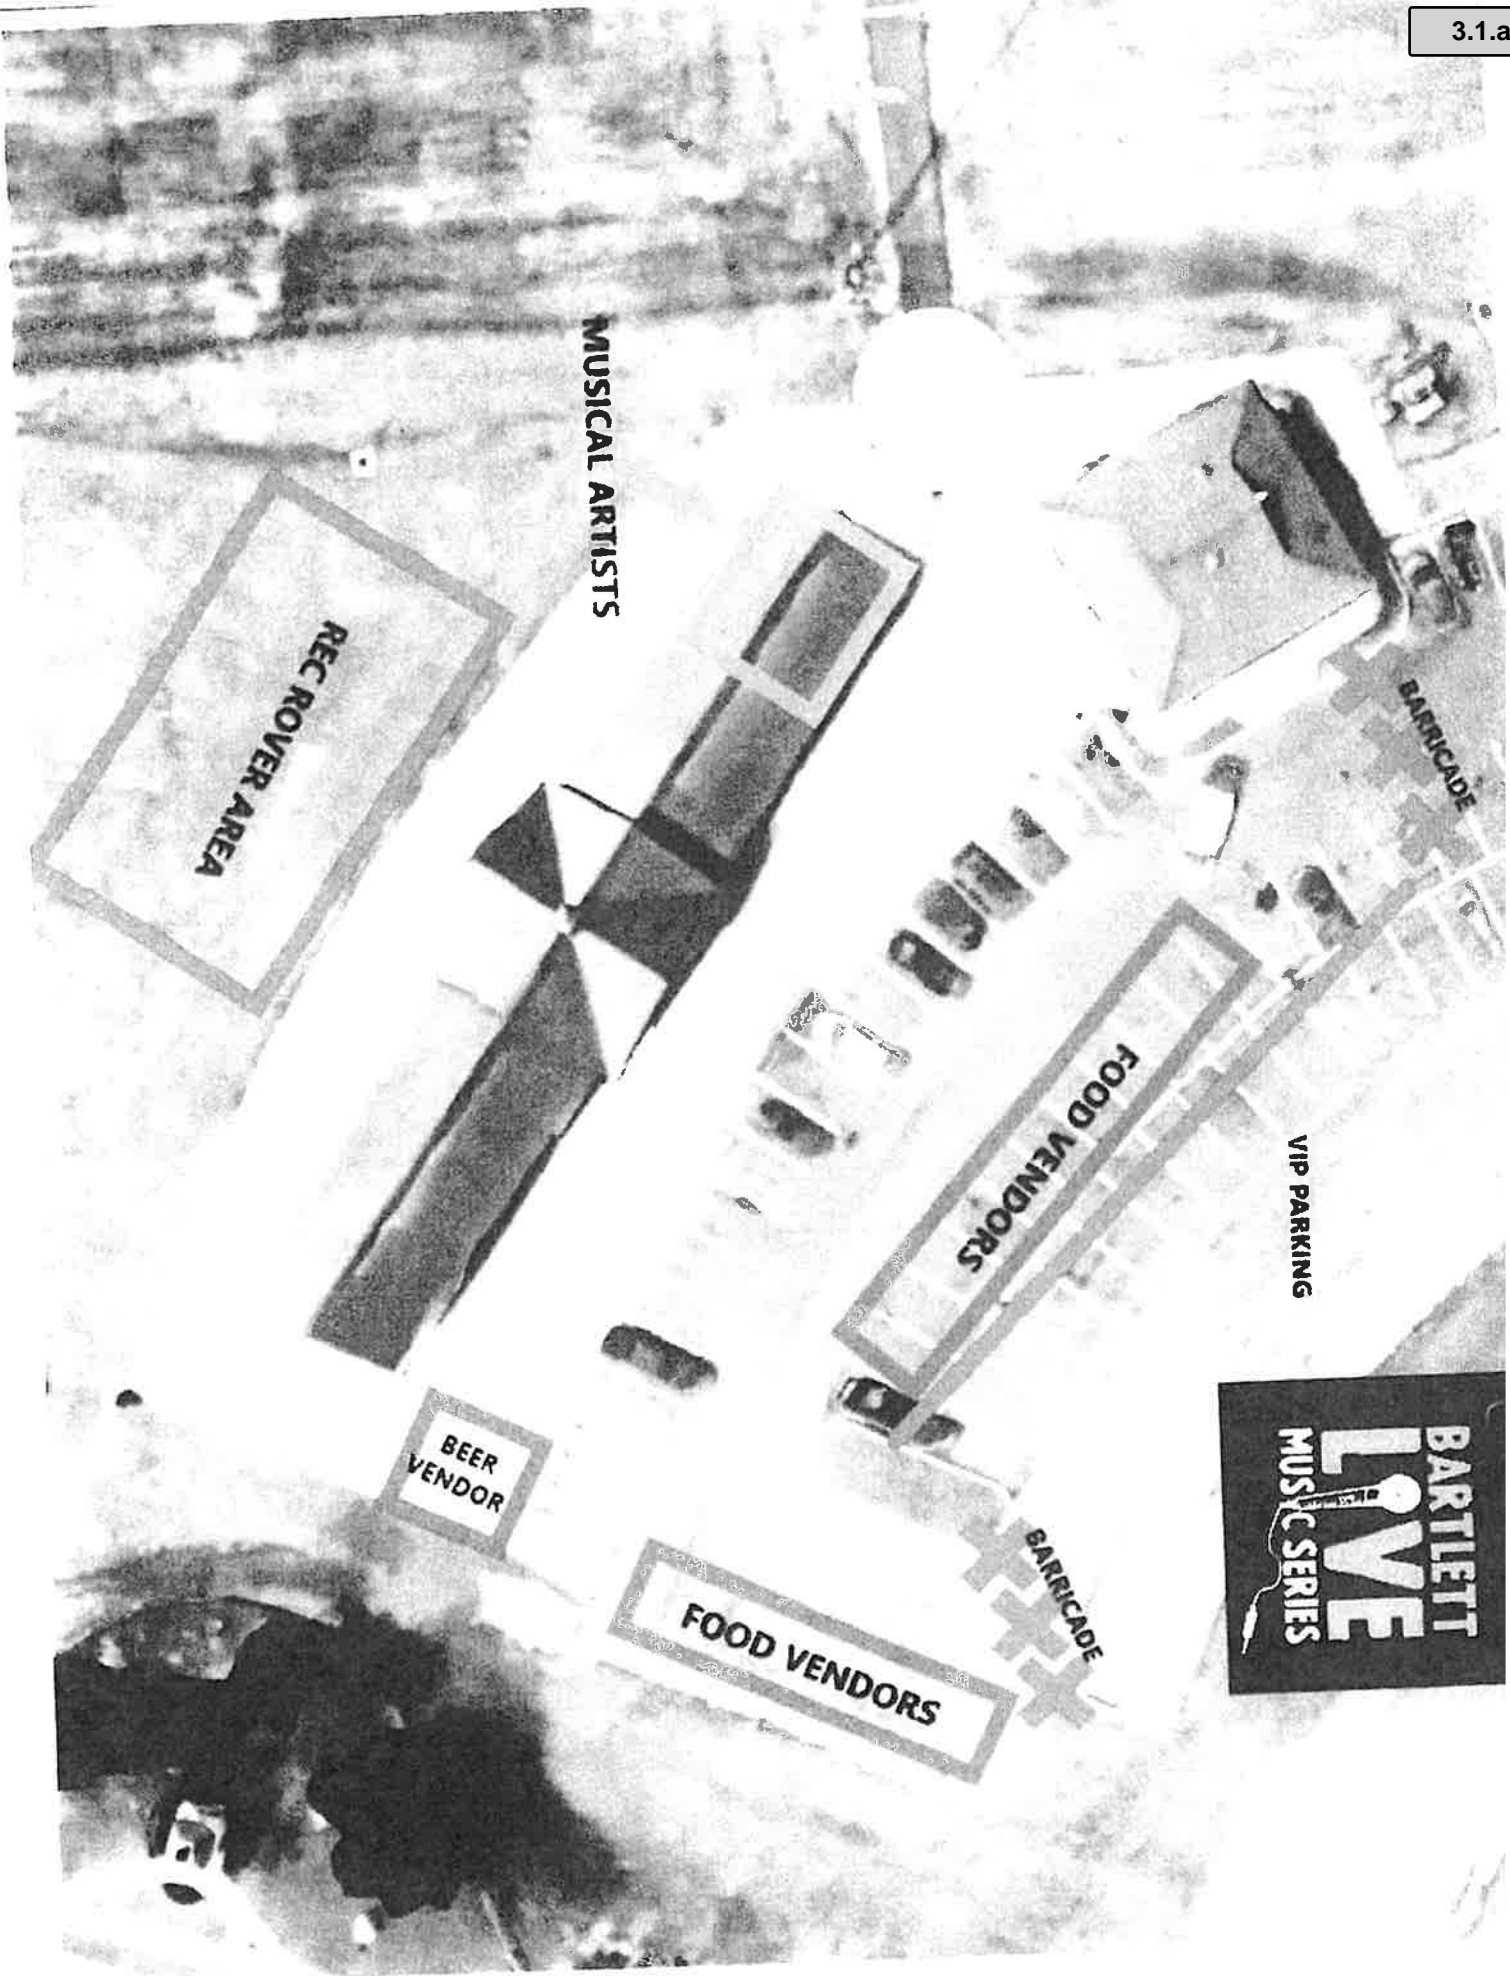 3.1.a
MUSICAL ARTISTS
REC ROVER AREA
BARRICADE
FOOD VENDORS
VIP PARKING
BEER
VENDOR
FOOD VENDORS
BARRICADE
BARTLETT
LIVE
MUSIC SERIES